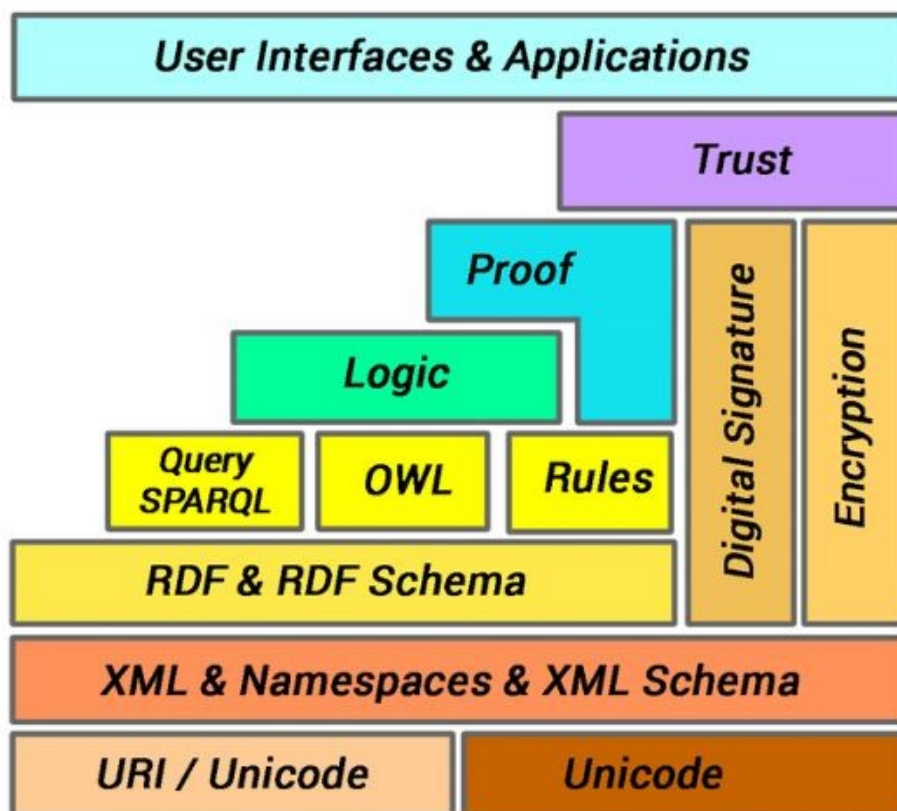 User Interfaces & Applications
Trust
Proof
Logic
Query
SPARQL
OWL
Rules
Digital Signature
Encryption
RDF & RDF Schema
XML & Namespaces & XML Schema
URI / Unicode
Unicode